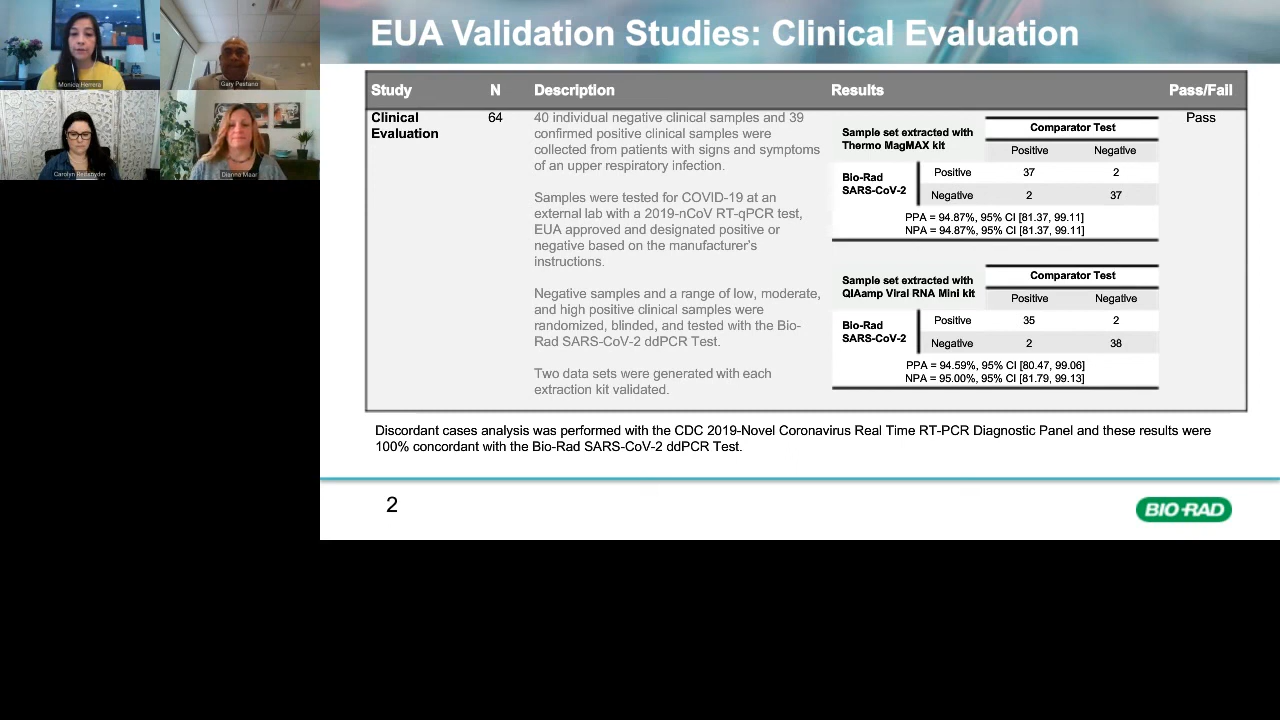 Monica Herrera
Gary Pestano
Carolyn Reifsnyder
Dianna Maar
EUA Validation Studies: Clinical Evaluation
Study N Description Results Pass/Fail
Clinical
Evaluation
64
40 individual negative clinical samples and 39
confirmed positive clinical samples were
collected from patients with signs and symptoms
of an upper respiratory infection.
Samples were tested for COVID-19 at an
external lab with a 2019-nCoV RT-qPCR test,
EUA approved and designated positive or
negative based on the manufacturer's
instructions.
Negative samples and a range of low, moderate,
and high positive clinical samples were
randomized, blinded, and tested with the Bio-
Rad SARS-CoV-2 ddPCR Test.
Two data sets were generated with each
extraction kit validated.
Sample set extracted with
Thermo MagMAX kit
Comparator Test
Positive Negative
Bio-Rad
SARS-CoV-2
Positive 37 2
Negative 2 37
PPA = 94.87%, 95% CI [81.37, 99.11]
NPA = 94.87%, 95% CI [81.37, 99.11]
Sample set extracted with
QIAamp Viral RNA Mini kit
Comparator Test
Positive Negative
Bio-Rad
SARS-CoV-2
Positive 35 2
Negative 2 38
PPA = 94.59%, 95% CI [80.47, 99.06]
NPA = 95.00%, 95% CI [81.79, 99.13]
Pass
Discordant cases analysis was performed with the CDC 2019-Novel Coronavirus Real Time RT-PCR Diagnostic Panel and these results were
100% concordant with the Bio-Rad SARS-CoV-2 ddPCR Test.
2
BIO-RAD